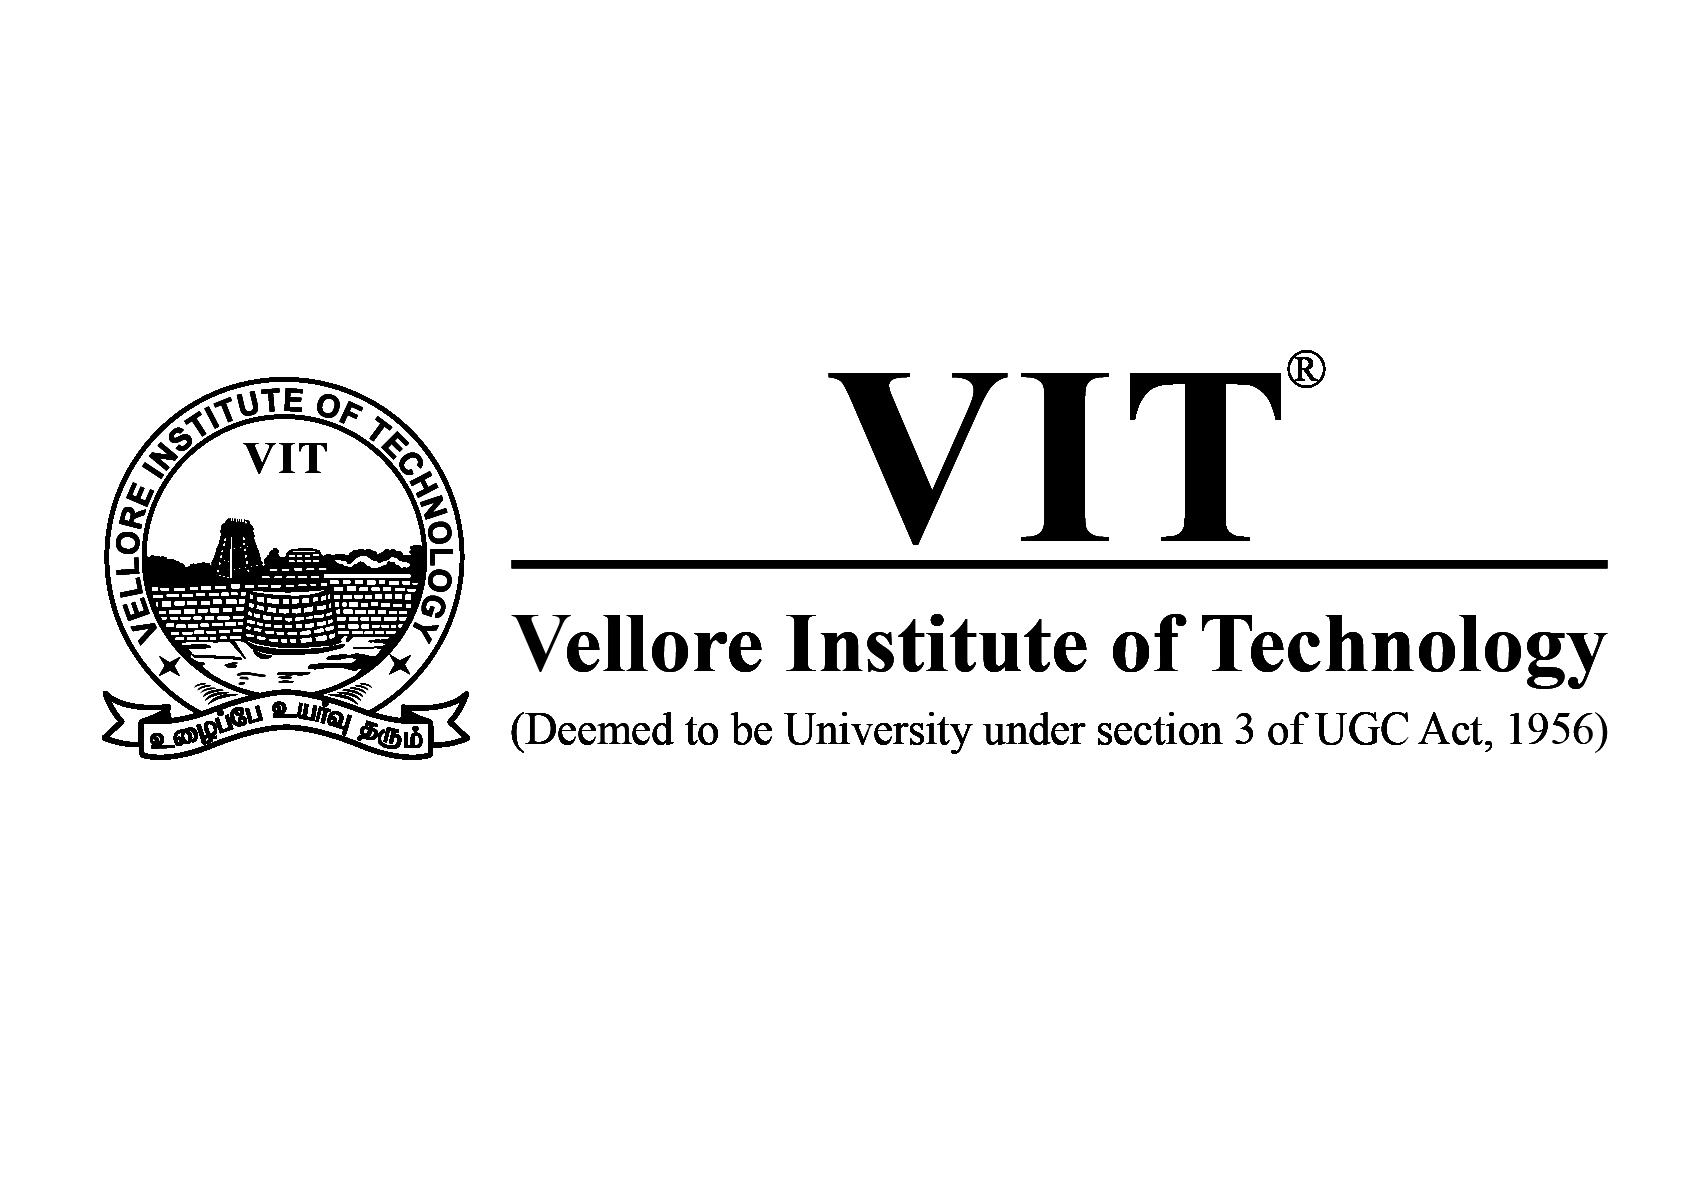 VELLORE INSTITUTE OF TECHNOLOGY
VIT
உழைப்பே உயர்வு தரும்
VIT®
Vellore Institute of Technology
(Deemed to be University under section 3 of UGC Act, 1956)